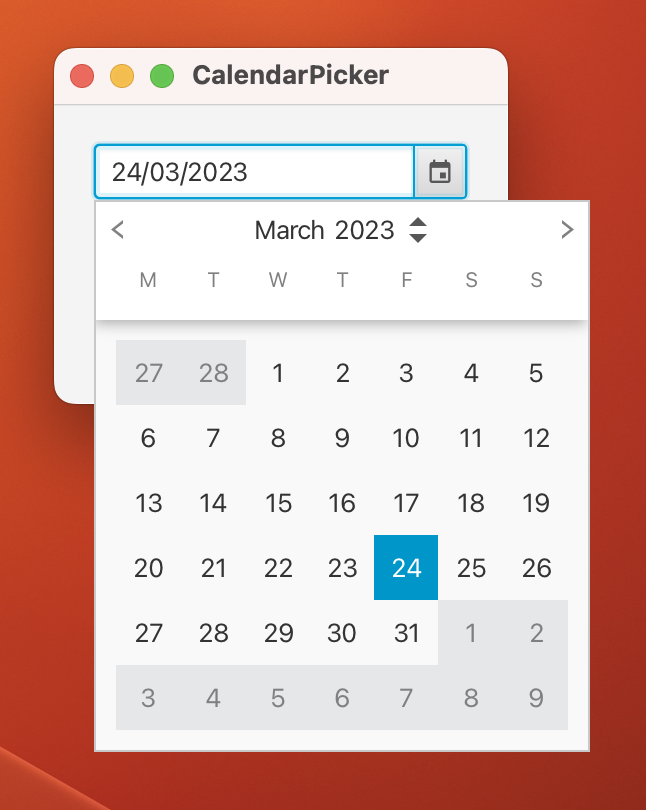 CalendarPicker
24/03/2023
< March 2023 >
M T W T F S S
27 28 1 2 3 4 5
6 7 8 9 10 11 12
13 14 15 16 17 18 19
20 21 22 23 24 25 26
27 28 29 30 31 1 2
3 4 5 6 7 8 9